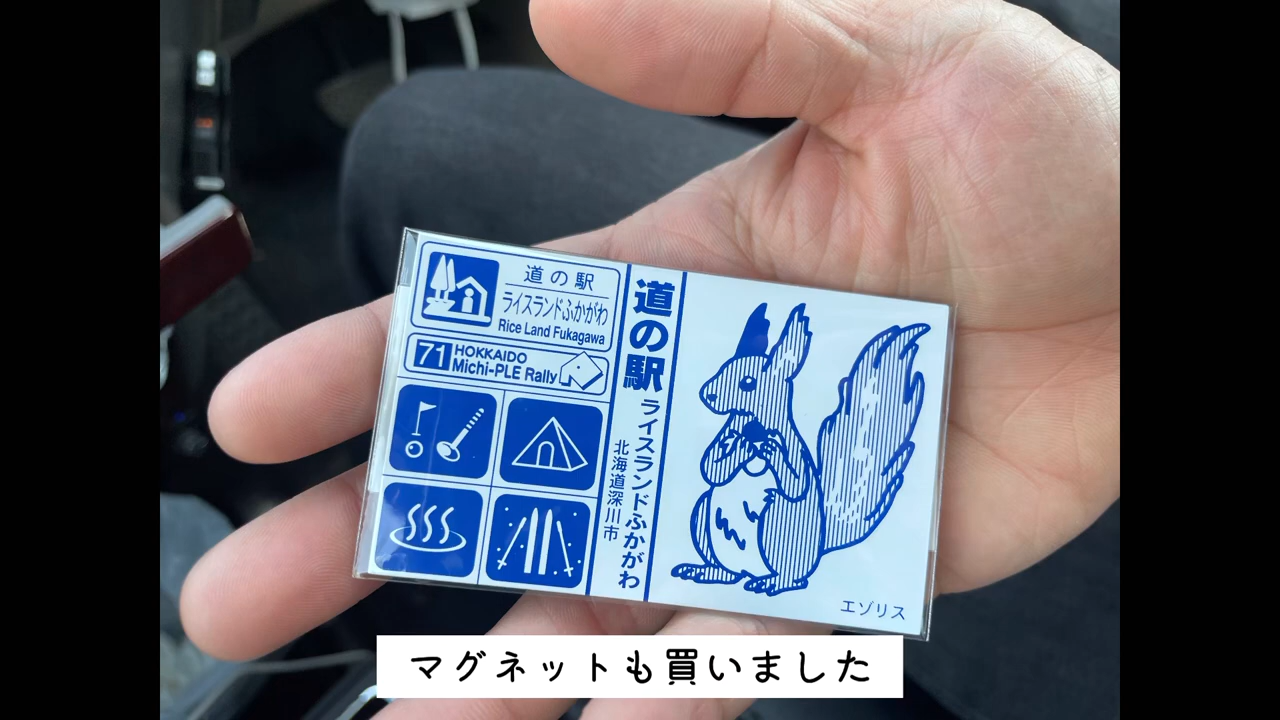 道の駅
ライスランドふかがわ
Rice Land Fukagawa
71 HOKKAIDO
Michi-PLE Rally
道の駅 ライスランドふかがわ
北海道深川市
エゾリス
マグネットも買いました